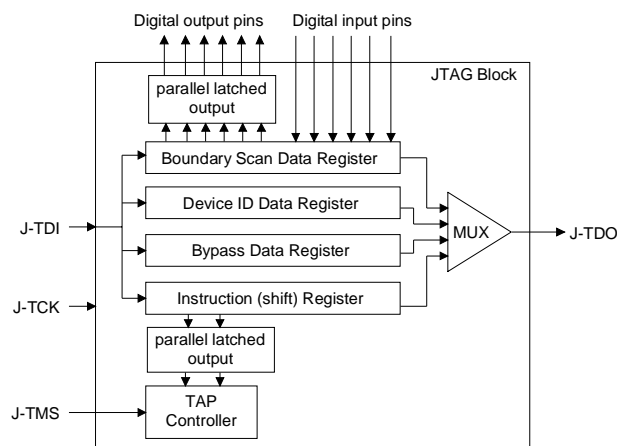 Digital output pins
Digital input pins
JTAG Block
parallel latched
output
Boundary Scan Data Register
Device ID Data Register
J-TDI
MUX
J-TDO
Bypass Data Register
Instruction (shift) Register
J-TCK
parallel latched
output
TAP
Controller
J-TMS